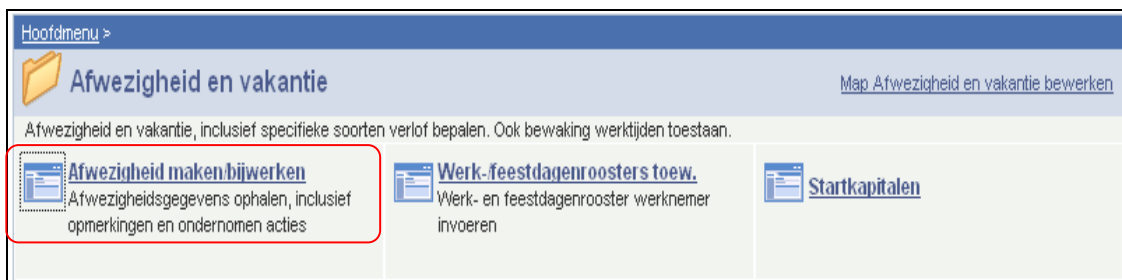 Hoofdmenu >
Afwezigheid en vakantie
Map Afwezigheid en vakantie bewerken
Afwezigheid en vakantie, inclusief specifieke soorten verlof bepalen. Ook bewaking werktijden toestaan.
Afwezigheid maken/bijwerken
Afwezigheidsgegevens ophalen, inclusief
opmerkingen en ondernomen acties
Werk-/feestdagenroosters toew.
Werk- en feestdagenrooster werknemer
invoeren
Startkapitalen